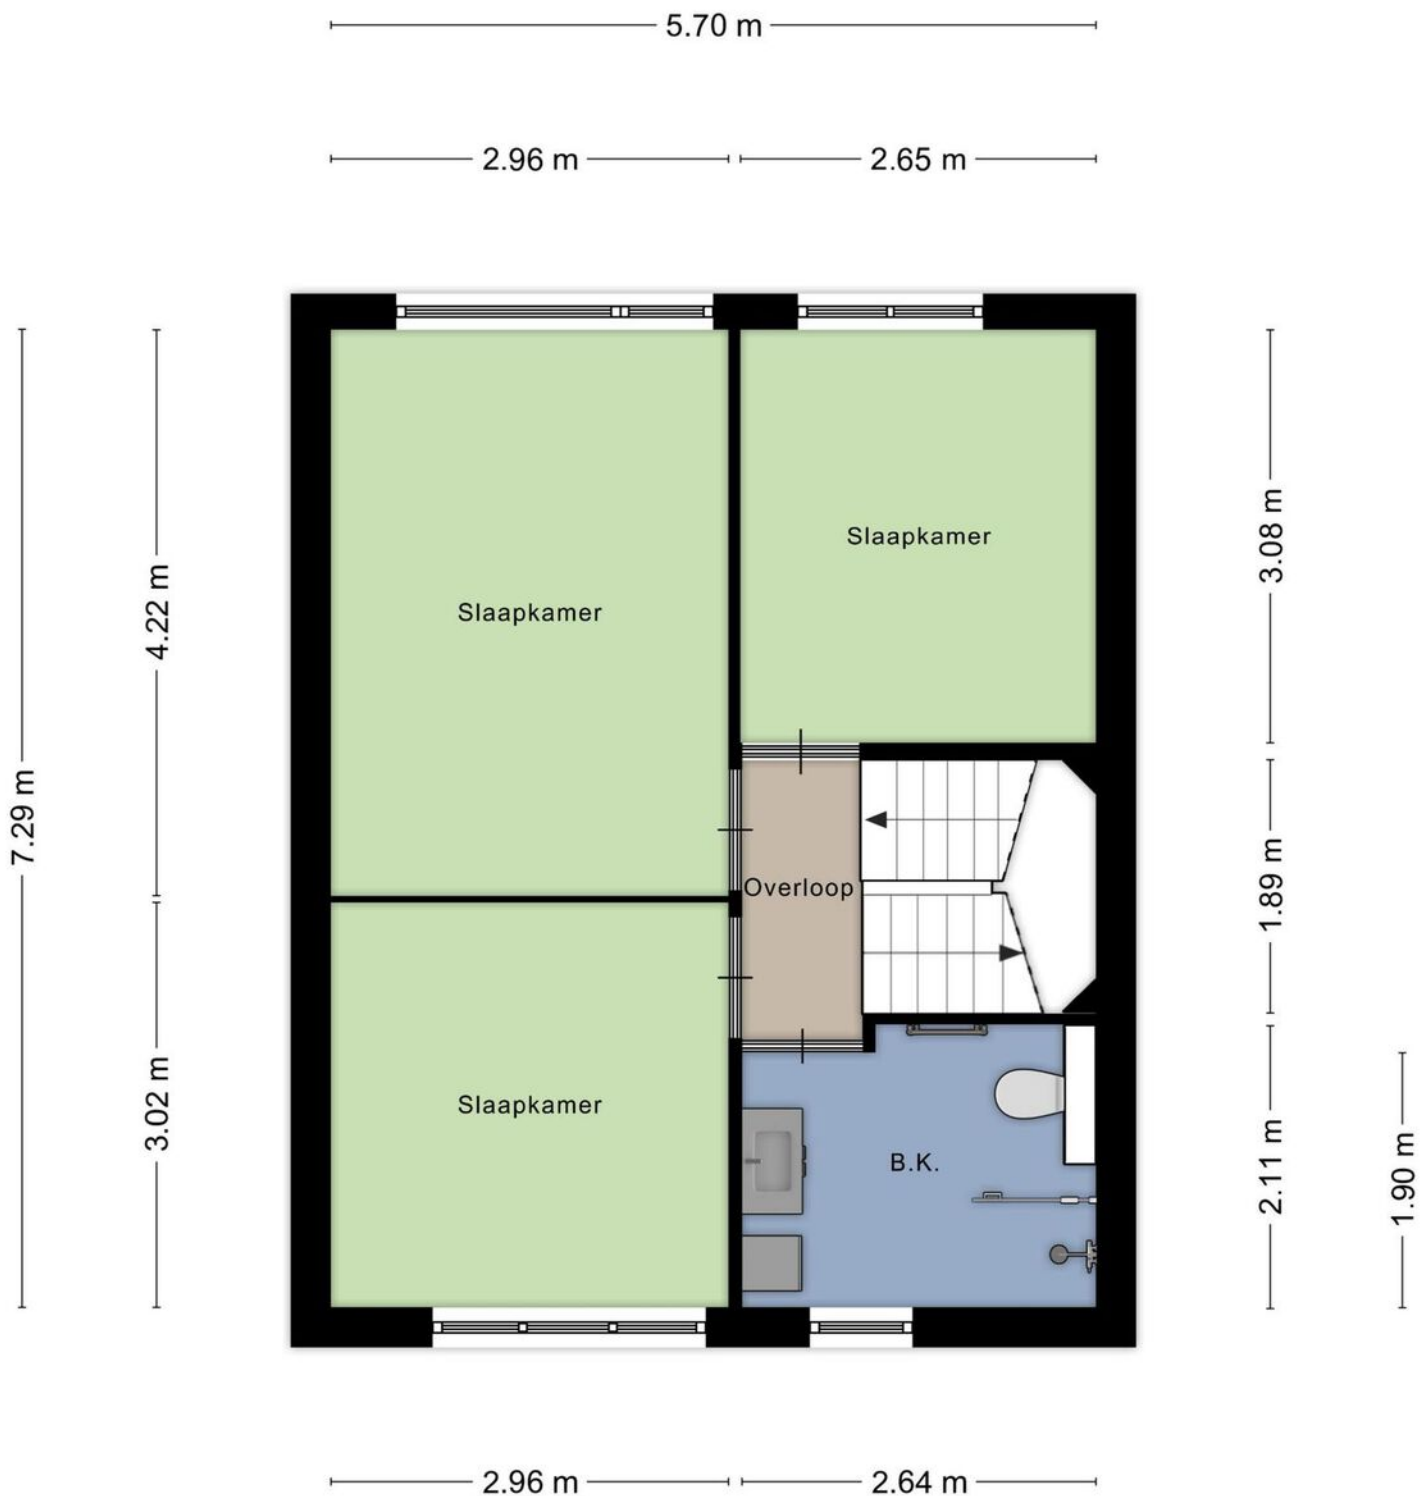 5.70 m
2.96 m
2.65 m
Slaapkamer
3.08 m
4.22 m
Slaapkamer
7.29 m
Overloop
1.89 m
Slaapkamer
3.02 m
B.K.
2.11 m
1.90 m
2.96 m
2.64 m